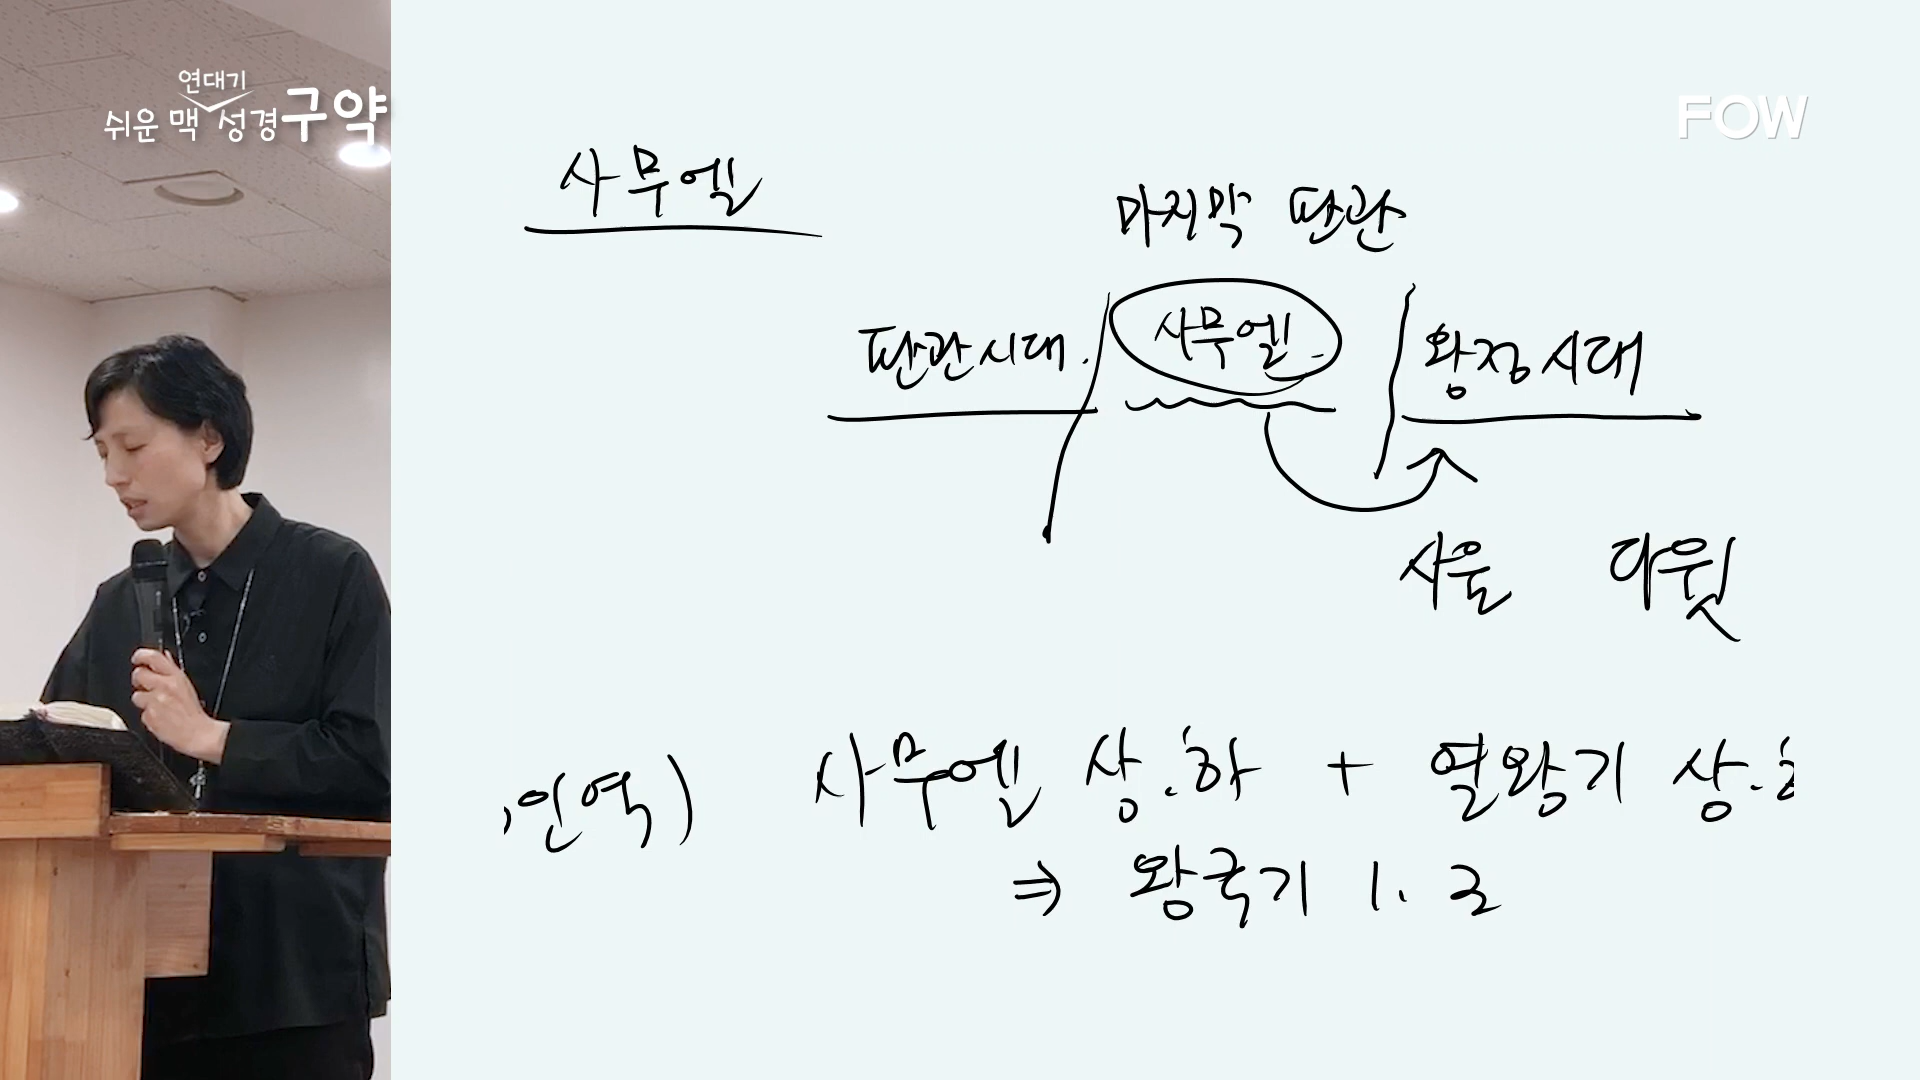 연대기
쉬운 맥 성경 구약
FOW
사무엘
마지막 판관
판관시대. 사무엘 왕정시대
사울 다윗
인역) 사무엘 상.하 + 열왕기 상.
⇒ 왕국기 1. 2